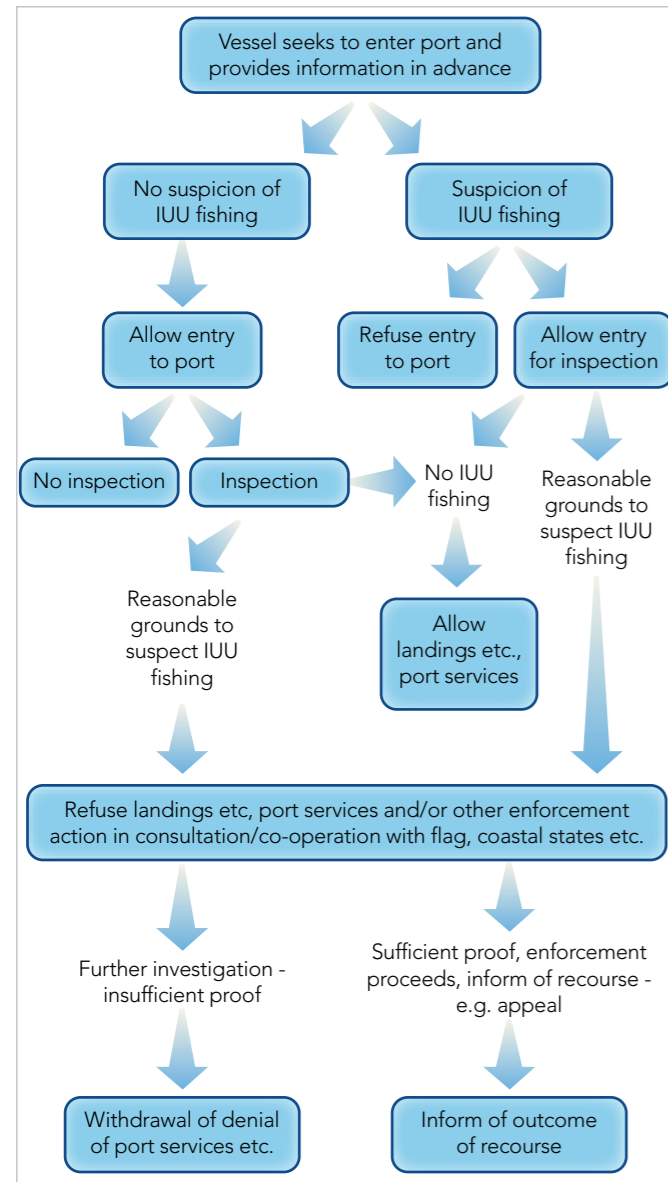 Vessel seeks to enter port and
provides information in advance
No suspicion of
IUU fishing
Suspicion of
IUU fishing
Allow entry
to port
Refuse entry
to port
Allow entry
for inspection
No inspection
Inspection
No IUU
fishing
Reasonable
grounds to
suspect IUU
fishing
Reasonable
grounds to
suspect IUU
fishing
Allow
landings etc.,
port services
Refuse landings etc, port services and/or other enforcement
action in consultation/co-operation with flag, coastal states etc.
Further investigation -
insufficient proof
Sufficient proof, enforcement
proceeds, inform of recourse -
e.g. appeal
Withdrawal of denial
of port services etc.
Inform of outcome
of recourse